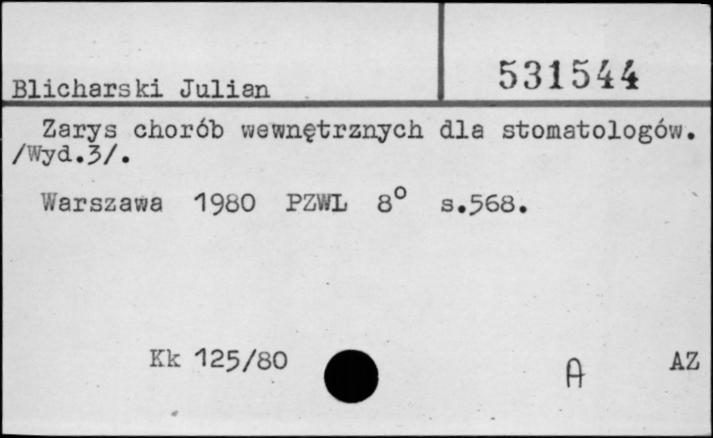 Blicharski Julian
531544
Zarys chorób wewnętrznych dla stomatologów.
/Wyd.3/.
Warszawa 1980 PZWL 8° s.568.
Kk 125/80
A
AZ